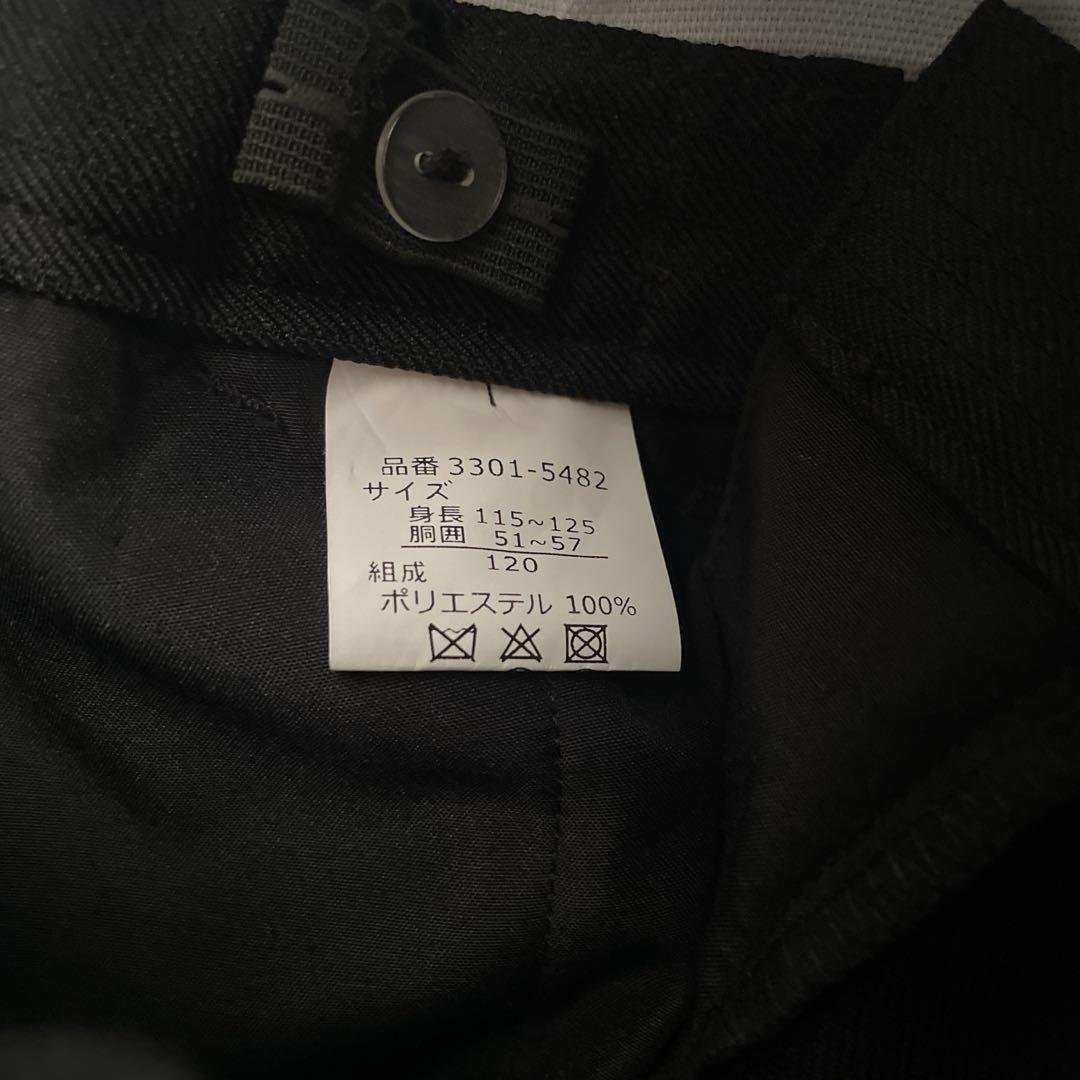 品番 3301-5482
サイズ
身長 115~125
胴囲 51~57
120
組成
ポリエステル 100%